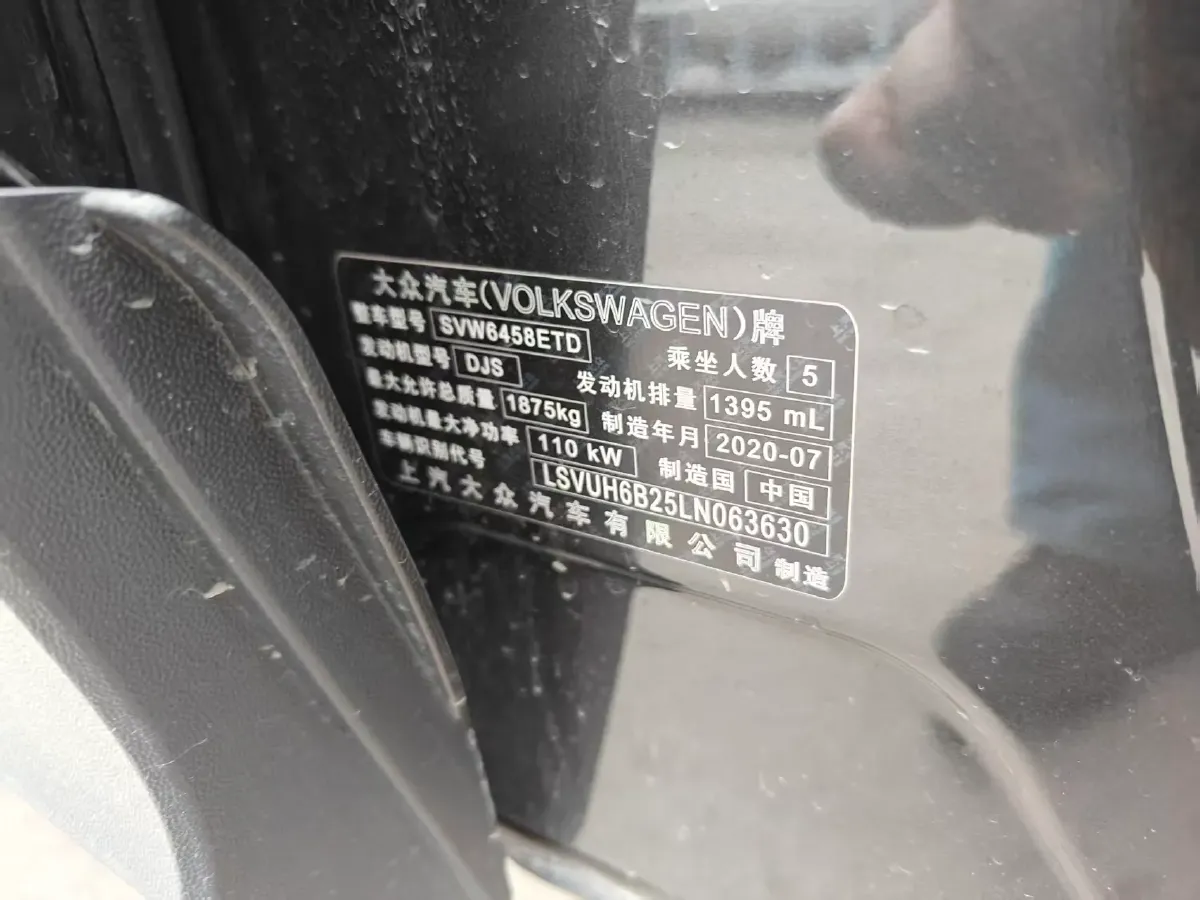 大众汽车(VOLKSWAGEN)牌
整车型号 SVW6458ETD 乘坐人数 5
发动机型号 DJS 发动机排量 1395 mL
最大允许总质量 1875kg 制造年月 2020-07
发动机最大净功率 110 kW 制造国 中国
车辆识别代号 LSVUH6B25LN063630
上汽大众汽车有限公司 制造